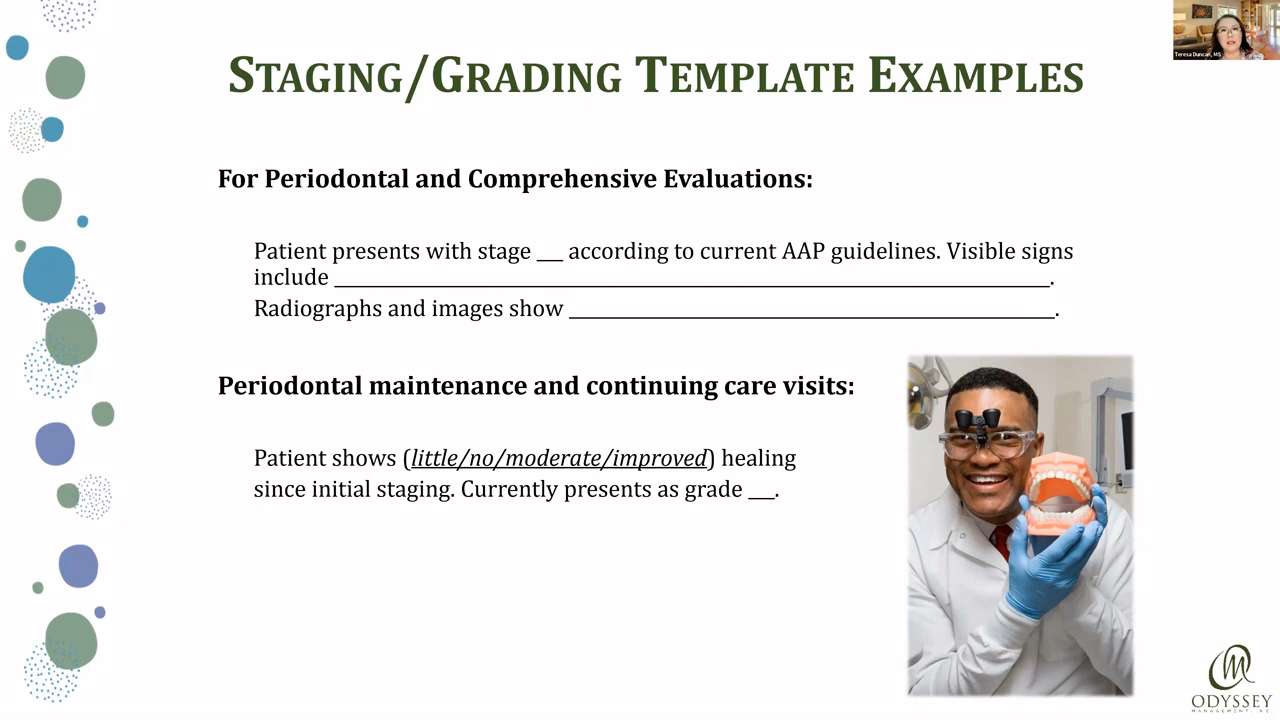 STAGING/GRADING TEMPLATE EXAMPLES
Teresa Duncan, MS
For Periodontal and Comprehensive Evaluations:
Patient presents with stage ___ according to current AAP guidelines. Visible signs
include ___.
Radiographs and images show ___.
Periodontal maintenance and continuing care visits:
Patient shows (little/no/moderate/improved) healing
since initial staging. Currently presents as grade ___.
ODYSSEY
MANAGEMENT, INC.